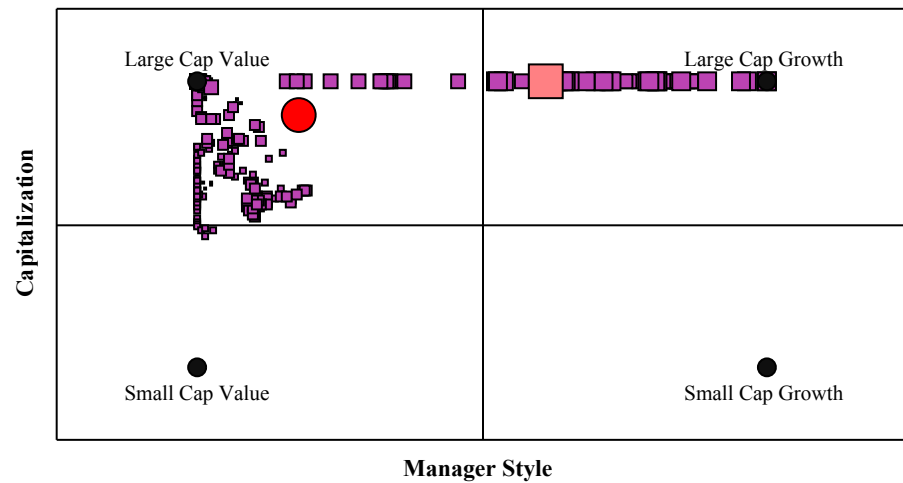 Large Cap Value
Large Cap Growth
Capitalization
Small Cap Value
Small Cap Growth
Manager Style